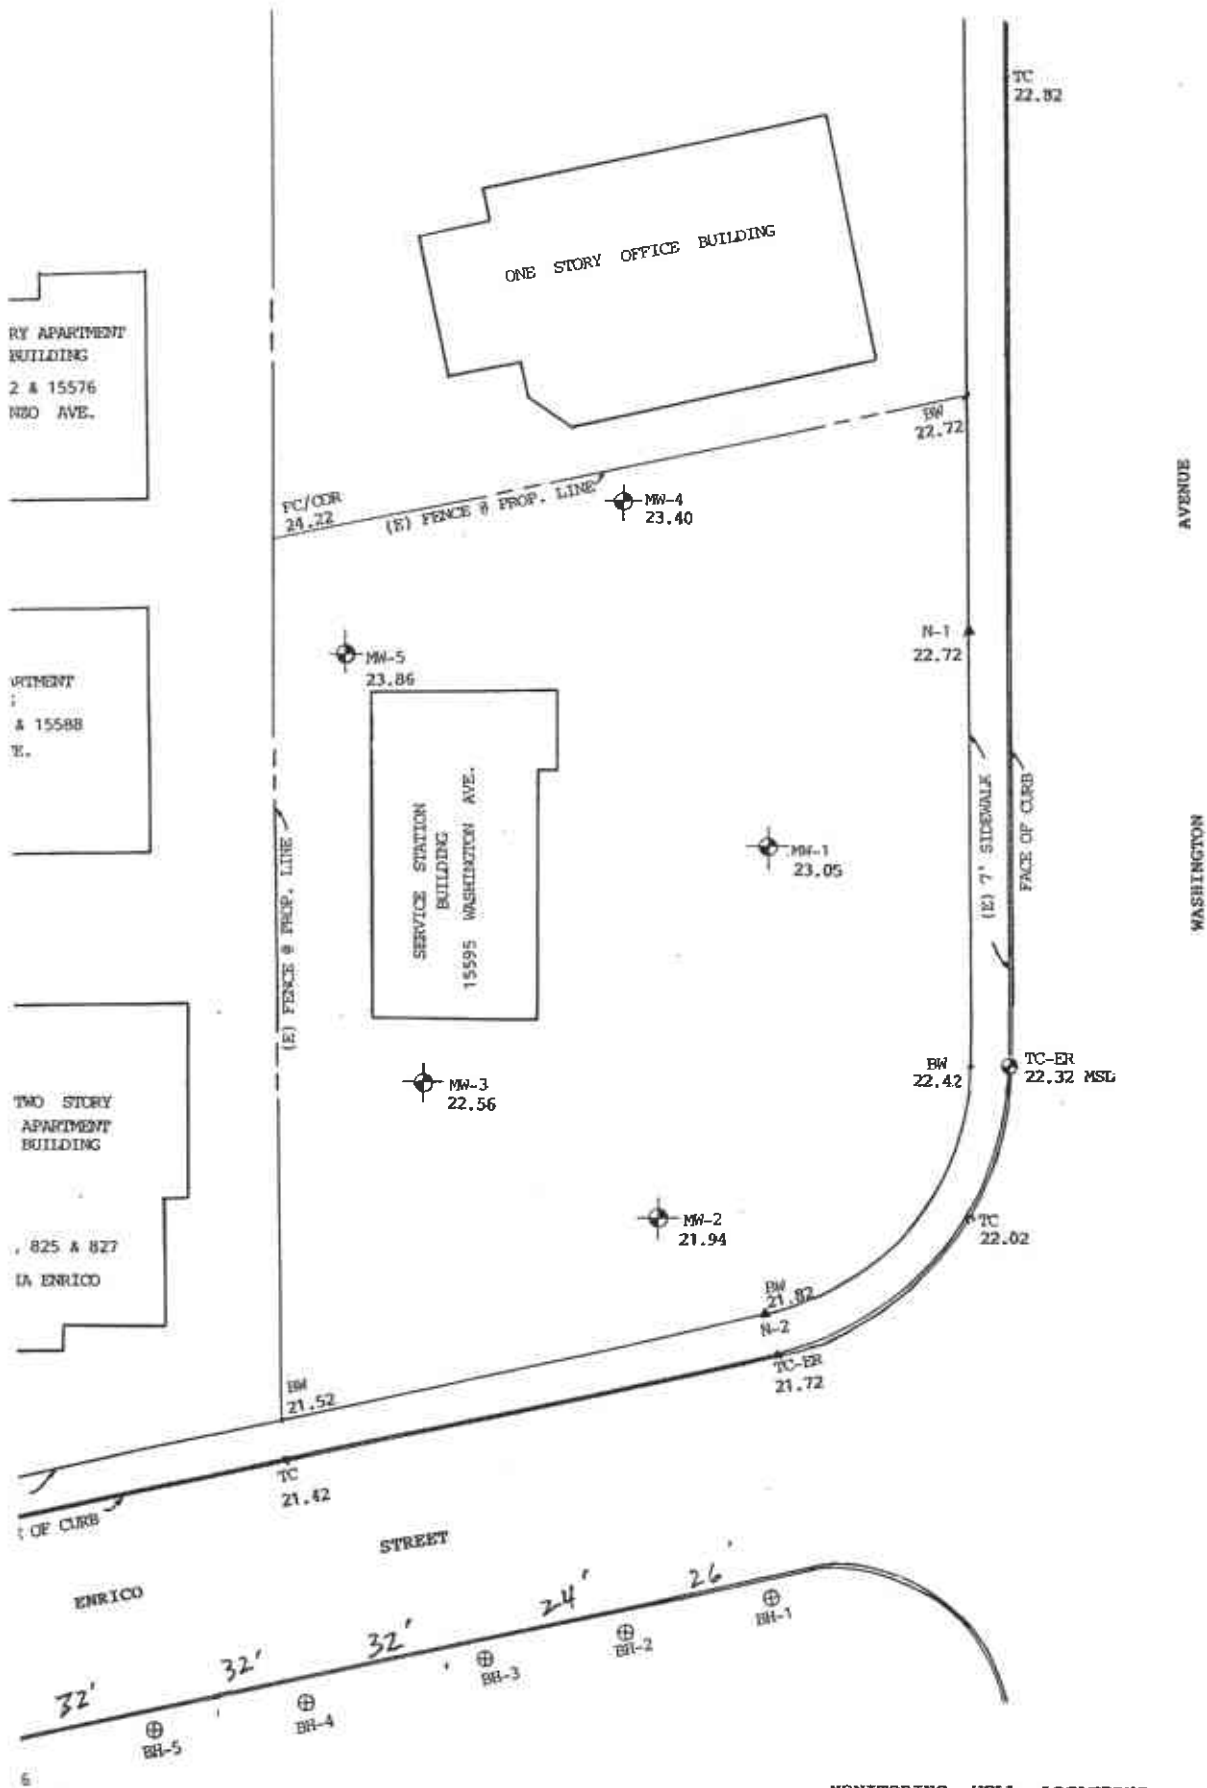 TC
22.82
ONE STORY OFFICE BUILDING
RY APARTMENT
BUILDING
2 & 15576
NZO AVE.
BW
22.72
AVENUE
FC/COR
24.22
(E) FENCE @ PROP. LINE
MW-4
23.40
N-1
22.72
MW-5
23.86
RTMENT
& 15588
E.
SERVICE STATION
BUILDING
15595 WASHINGTON AVE.
(E) FENCE @ PROP. LINE
MW-1
23.05
(E) 7' SIDEWALK
FACE OF CURB
WASHINGTON
BW
22.42
TC-ER
22.32 MSL
MW-3
22.56
TWO STORY
APARTMENT
BUILDING
, 825 & 827
IA ENRICO
MW-2
21.94
TC
22.02
BW
21.82
N-2
TC-ER
21.72
BW
21.52
TC
21.42
OF CURB
STREET
ENRICO
26'
24'
32'
32'
32'
BH-1
BH-2
BH-3
BH-4
BH-5
6